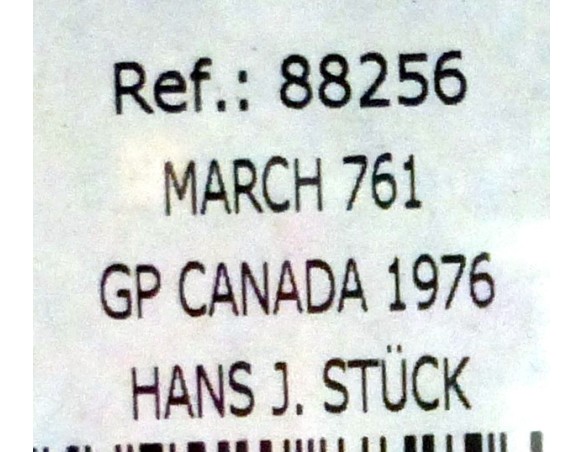 Ref.: 88256
MARCH 761
GP CANADA 1976
HANS J. STÜCK